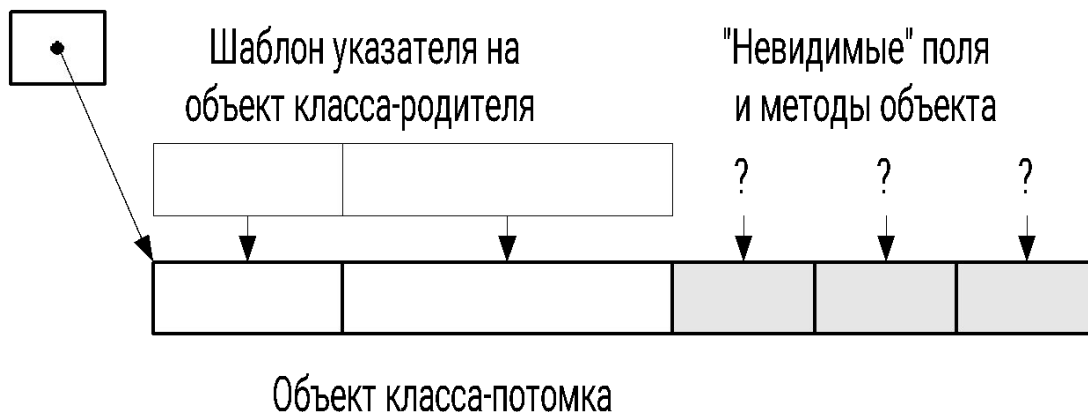 Шаблон указателя на
объект класса-родителя
"Невидимые" поля
и методы объекта
? ? ?
Объект класса-потомка